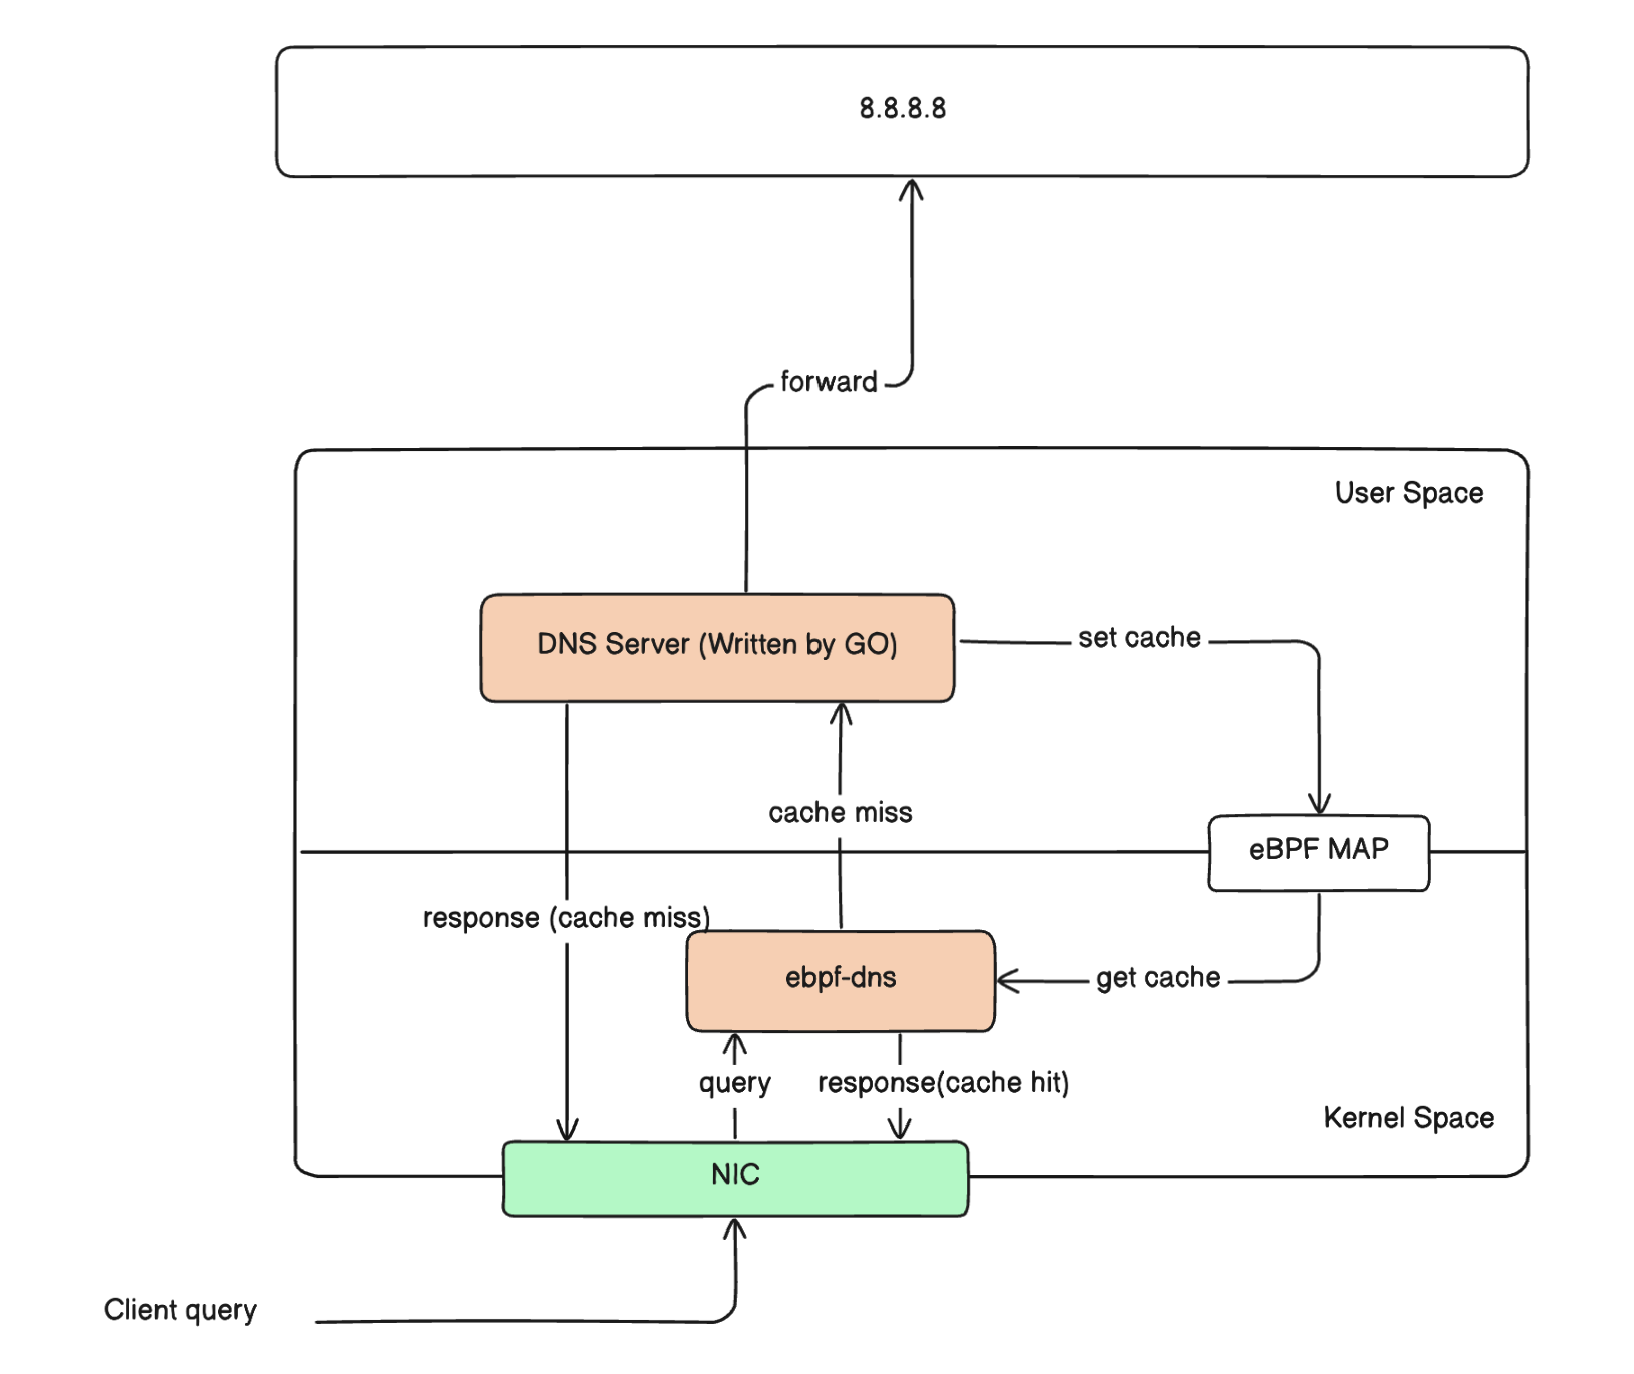 8.8.8.8
forward
User Space
DNS Server (Written by GO)
set cache
cache miss
eBPF MAP
response (cache miss)
ebpf-dns
get cache
query
response(cache hit)
Kernel Space
NIC
Client query